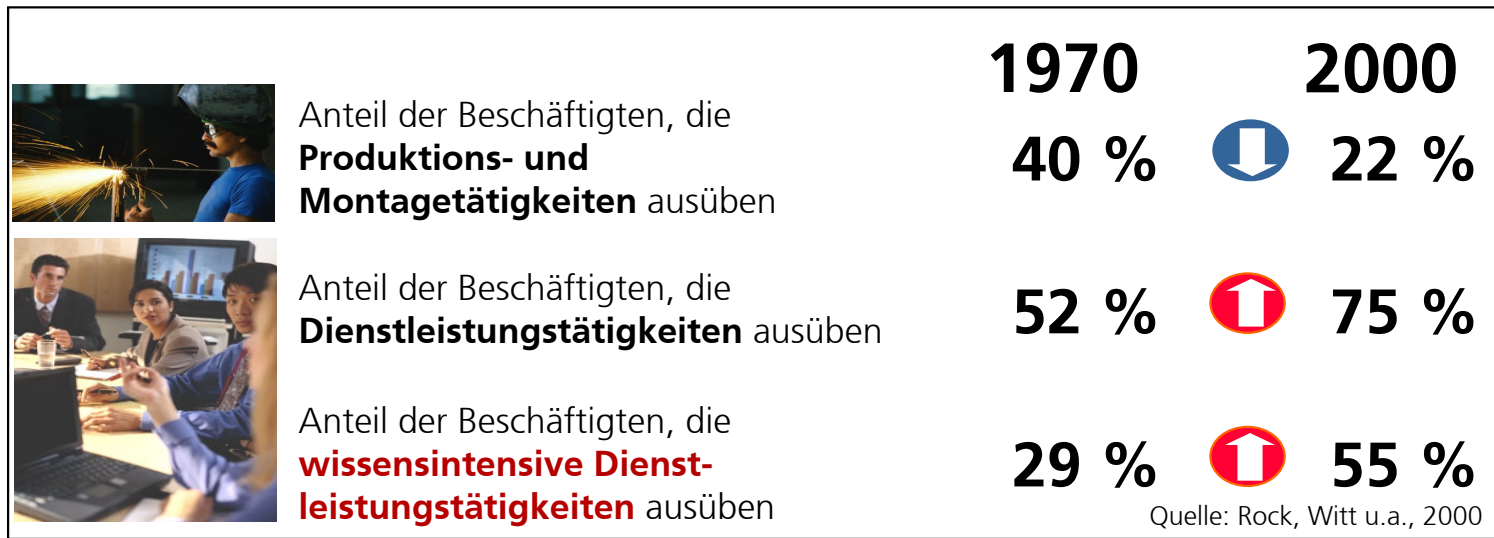 1970 2000
Anteil der Beschäftigten, die
Produktions- und
Montagetätigkeiten ausüben
40 % 22 %
Anteil der Beschäftigten, die
Dienstleistungstätigkeiten ausüben
52 % 75 %
Anteil der Beschäftigten, die
wissensintensive Dienst-
leistungstätigkeiten ausüben
29 % 55 %
Quelle: Rock, Witt u.a., 2000